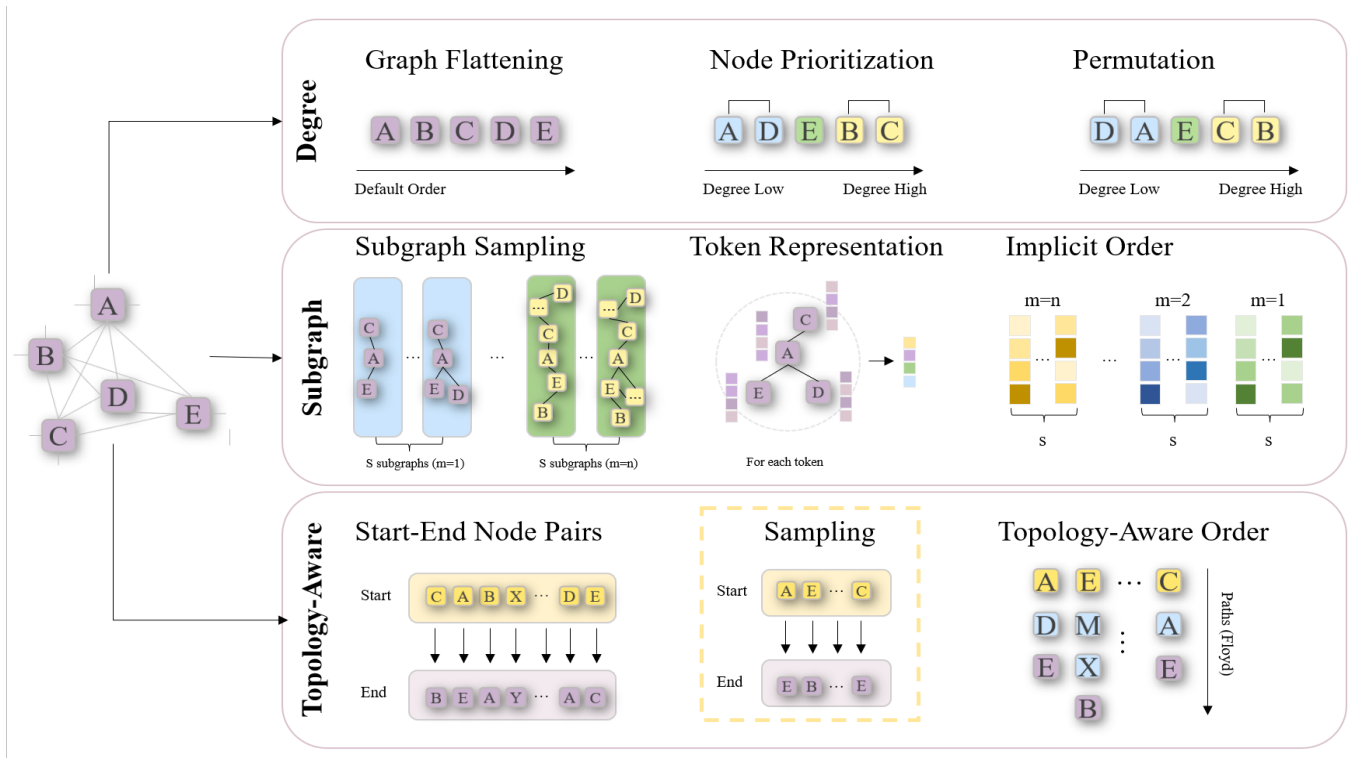 Degree
Graph Flattening
A B C D E
Default Order
Node Prioritization
A D E B C
Degree Low Degree High
Permutation
D A E C B
Degree Low Degree High
A
B
D
E
C
Subgraph
Subgraph Sampling
C
A
E
...
C
A
E D
...
D
...
C
A
E
B
...
D
...
C
A
E
...
B
S subgraphs (m=1)
S subgraphs (m=n)
Token Representation
C
A
E D
For each token
Implicit Order
m=n
m=2
m=1
...
...
...
...
S
S
S
Topology-Aware
Start-End Node Pairs
Start
C A B X ... D E
End
B E A Y ... A C
Sampling
Start
A E ... C
End
E B ... E
Topology-Aware Order
A E ... C
D M ... A
E X E
B
Paths (Floyd)